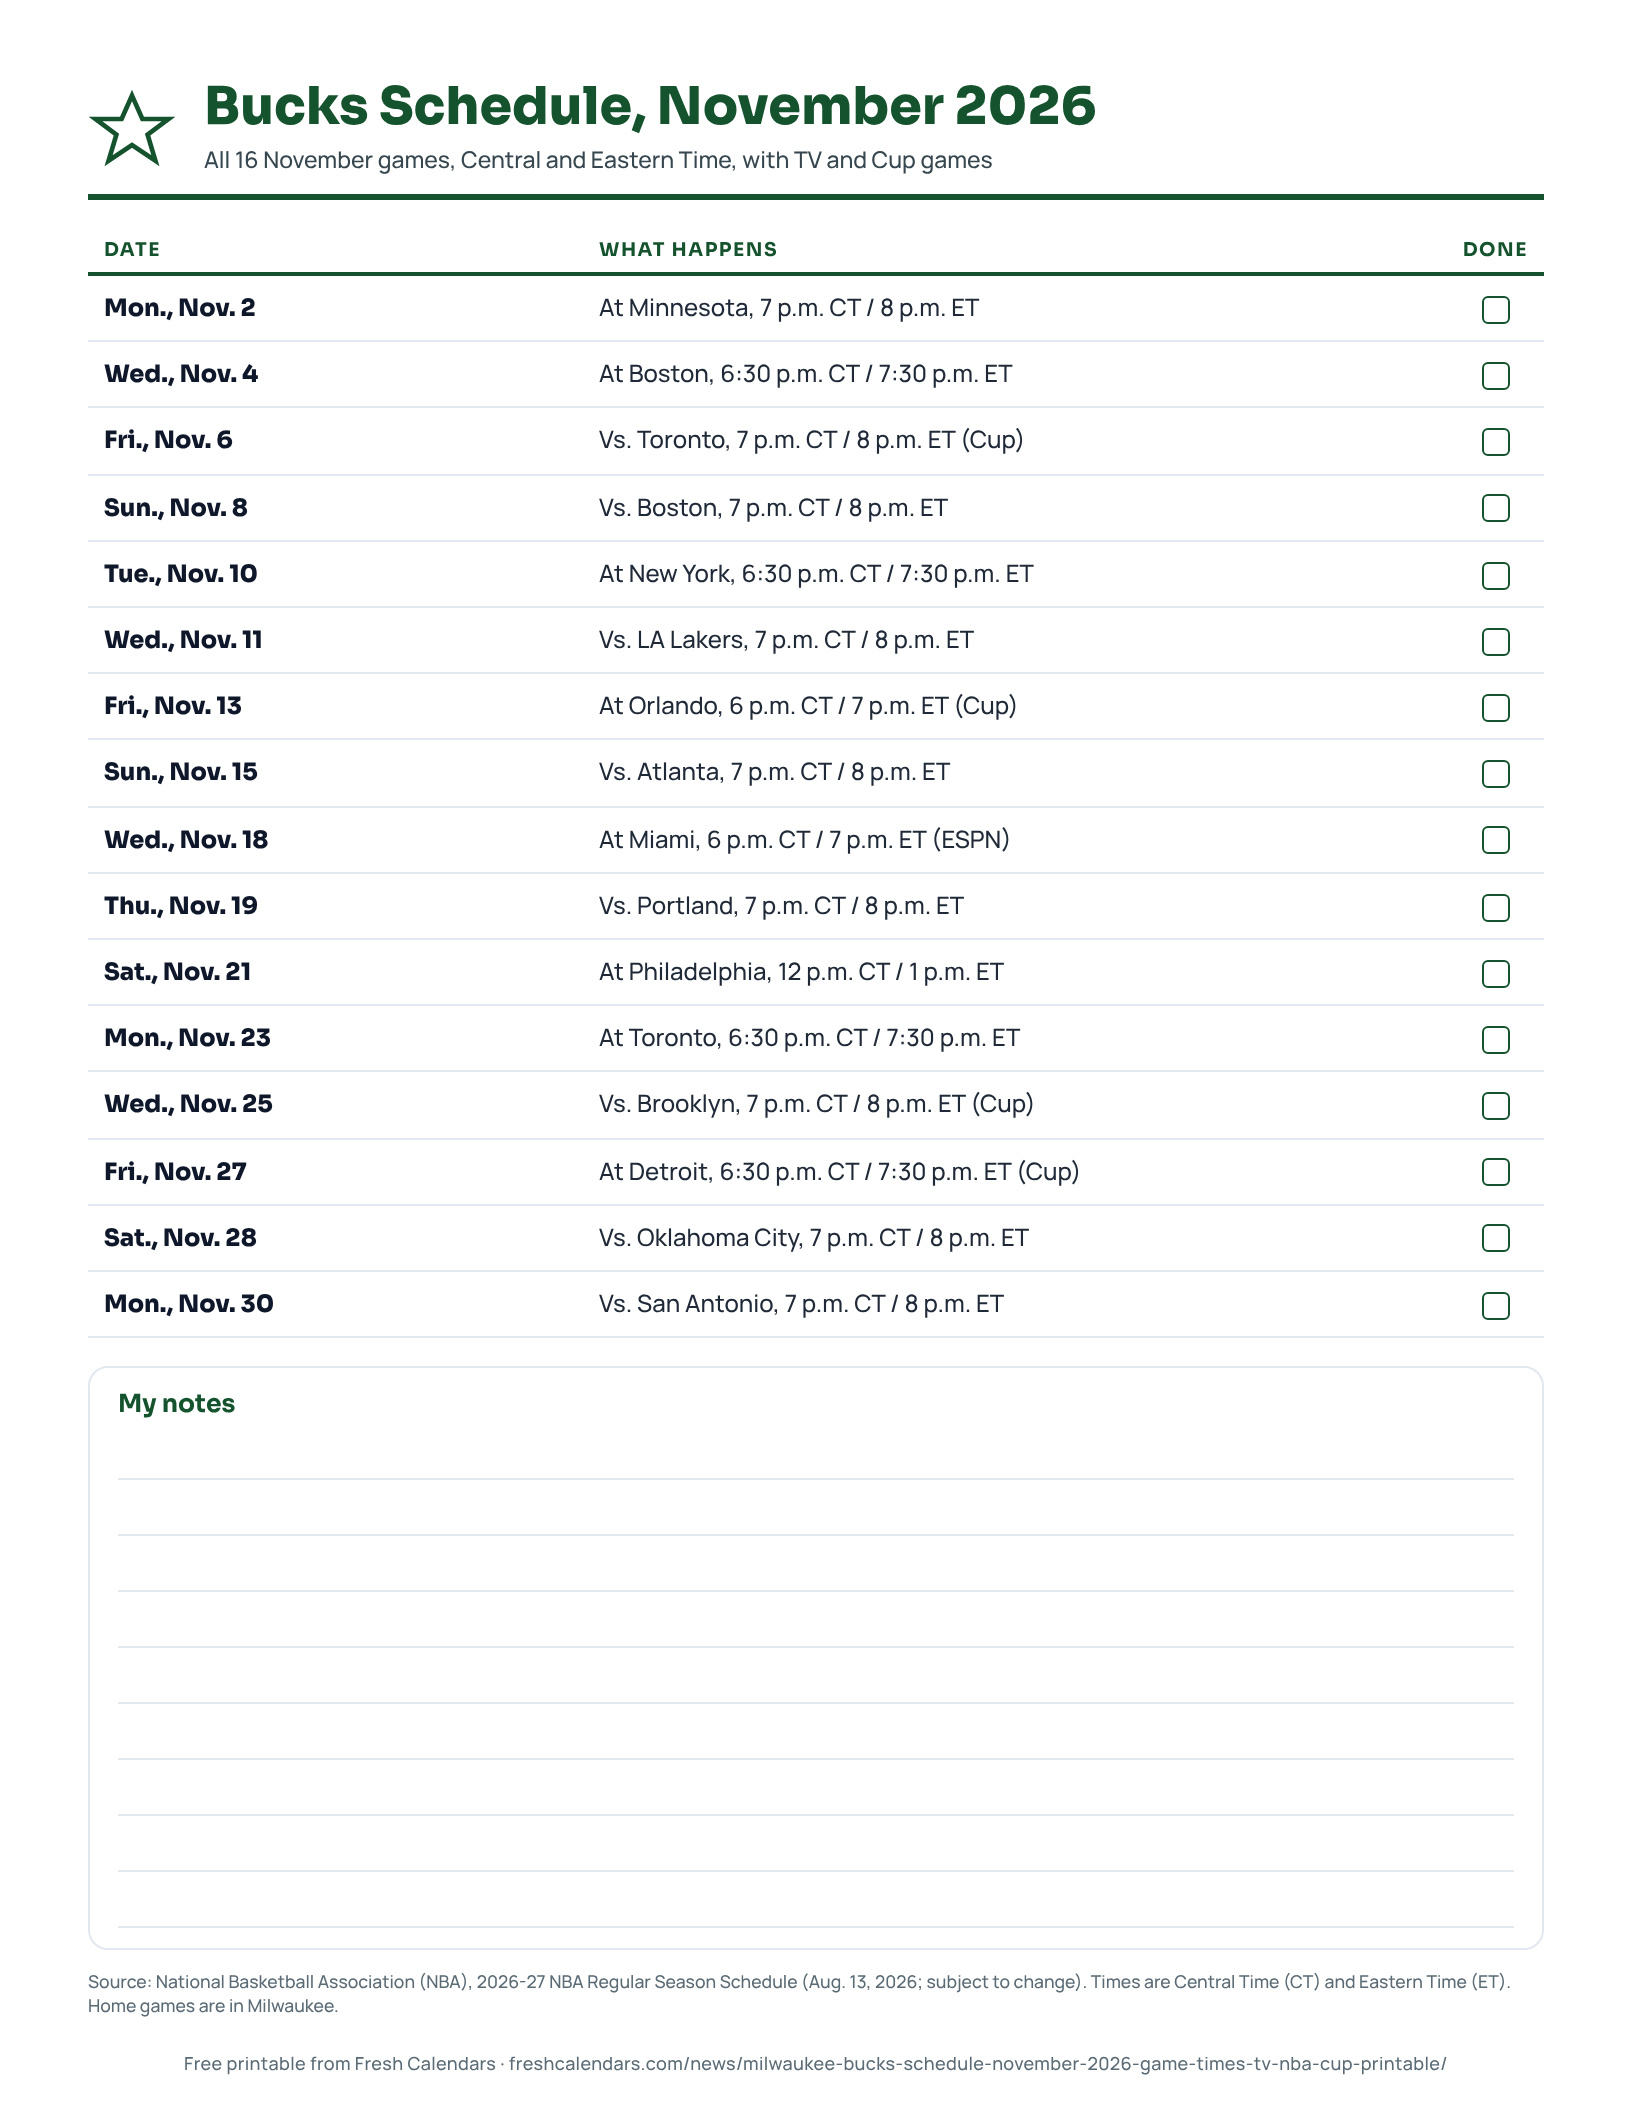 Bucks Schedule, November 2026
All 16 November games, Central and Eastern Time, with TV and Cup games
DATE WHAT HAPPENS DONE
Mon., Nov. 2 At Minnesota, 7 p.m. CT / 8 p.m. ET
Wed., Nov. 4 At Boston, 6:30 p.m. CT / 7:30 p.m. ET
Fri., Nov. 6 Vs. Toronto, 7 p.m. CT / 8 p.m. ET (Cup)
Sun., Nov. 8 Vs. Boston, 7 p.m. CT / 8 p.m. ET
Tue., Nov. 10 At New York, 6:30 p.m. CT / 7:30 p.m. ET
Wed., Nov. 11 Vs. LA Lakers, 7 p.m. CT / 8 p.m. ET
Fri., Nov. 13 At Orlando, 6 p.m. CT / 7 p.m. ET (Cup)
Sun., Nov. 15 Vs. Atlanta, 7 p.m. CT / 8 p.m. ET
Wed., Nov. 18 At Miami, 6 p.m. CT / 7 p.m. ET (ESPN)
Thu., Nov. 19 Vs. Portland, 7 p.m. CT / 8 p.m. ET
Sat., Nov. 21 At Philadelphia, 12 p.m. CT / 1 p.m. ET
Mon., Nov. 23 At Toronto, 6:30 p.m. CT / 7:30 p.m. ET
Wed., Nov. 25 Vs. Brooklyn, 7 p.m. CT / 8 p.m. ET (Cup)
Fri., Nov. 27 At Detroit, 6:30 p.m. CT / 7:30 p.m. ET (Cup)
Sat., Nov. 28 Vs. Oklahoma City, 7 p.m. CT / 8 p.m. ET
Mon., Nov. 30 Vs. San Antonio, 7 p.m. CT / 8 p.m. ET
My notes
Source: National Basketball Association (NBA), 2026-27 NBA Regular Season Schedule (Aug. 13, 2026; subject to change). Times are Central Time (CT) and Eastern Time (ET).
Home games are in Milwaukee.
Free printable from Fresh Calendars · freshcalendars.com/news/milwaukee-bucks-schedule-november-2026-game-times-tv-nba-cup-printable/